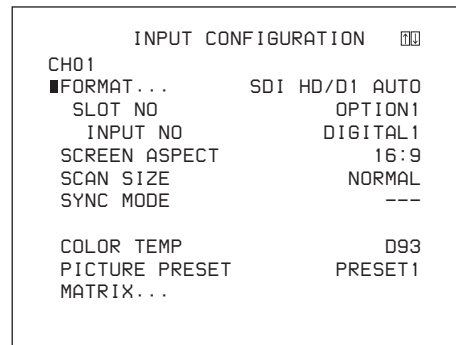 INPUT CONFIGURATION ↑↓
CH01
■FORMAT... SDI HD/D1 AUTO
SLOT NO OPTION1
INPUT NO DIGITAL1
SCREEN ASPECT 16:9
SCAN SIZE NORMAL
SYNC MODE ---
COLOR TEMP D93
PICTURE PRESET PRESET1
MATRIX...